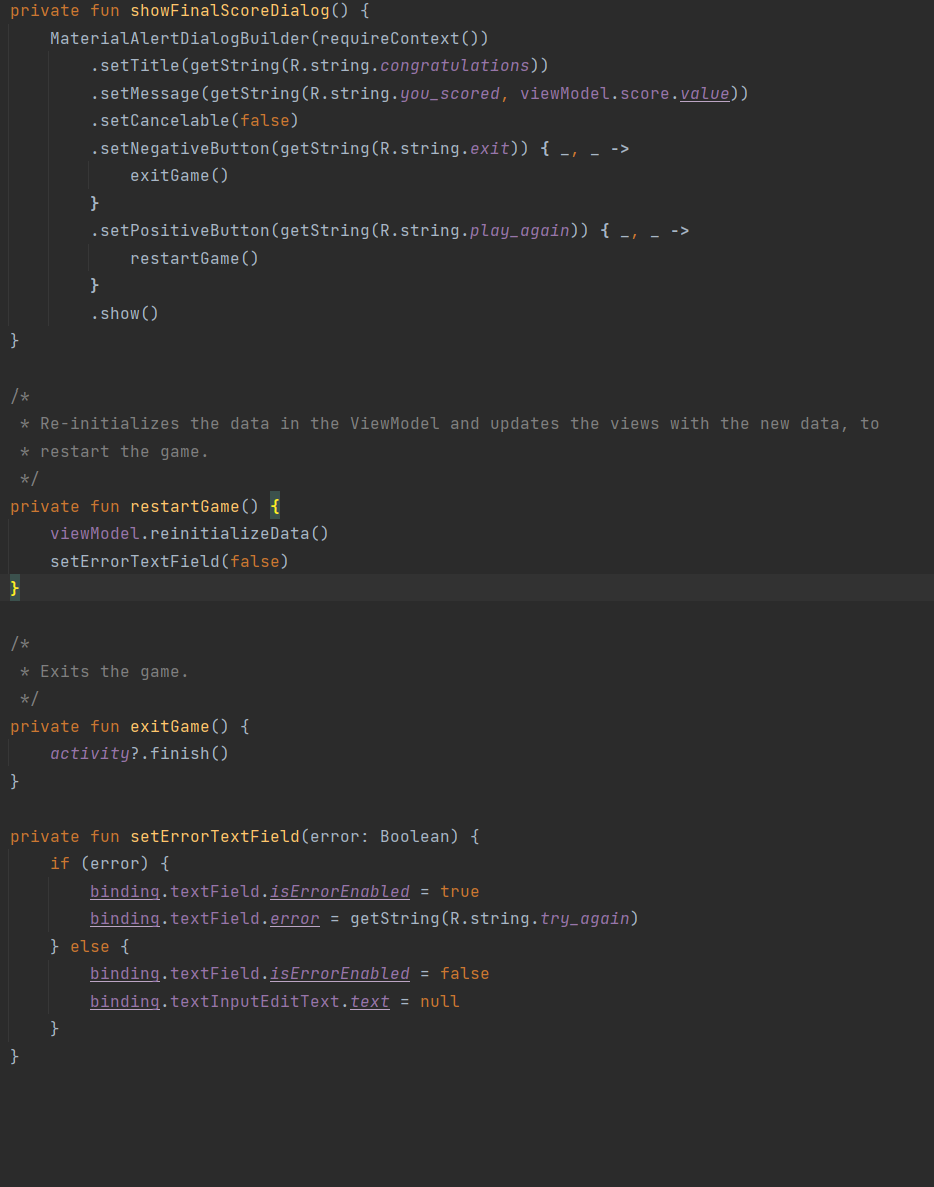 private fun showFinalScoreDialog() {
    MaterialAlertDialogBuilder(requireContext())
        .setTitle(getString(R.string.congratulations))
        .setMessage(getString(R.string.you_scored, viewModel.score.value))
        .setCancelable(false)
        .setNegativeButton(getString(R.string.exit)) { _, _ ->
            exitGame()
        }
        .setPositiveButton(getString(R.string.play_again)) { _, _ ->
            restartGame()
        }
        .show()
}
/*
 * Re-initializes the data in the ViewModel and updates the views with the new data, to
 * restart the game.
 */
private fun restartGame() {
    viewModel.reinitializeData()
    setErrorTextField(false)
}
/*
 * Exits the game.
 */
private fun exitGame() {
    activity?.finish()
}
private fun setErrorTextField(error: Boolean) {
    if (error) {
        binding.textField.isErrorEnabled = true
        binding.textField.error = getString(R.string.try_again)
    } else {
        binding.textField.isErrorEnabled = false
        binding.textInputEditText.text = null
    }
}